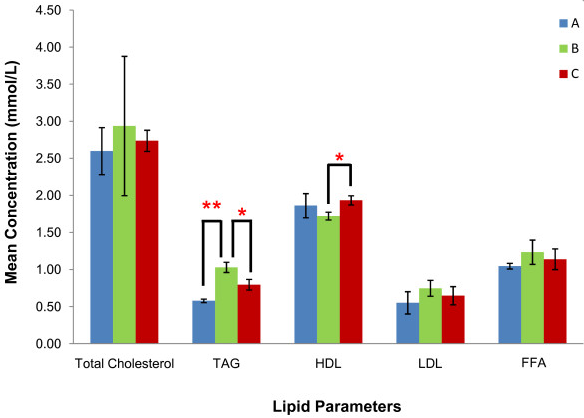 4.50
4.00
3.50
3.00
2.50
2.00
1.50
1.00
0.50
0.00
Mean Concentration (mmol/L)
A
B
C
**
*
*
Total Cholesterol TAG HDL LDL FFA
Lipid Parameters